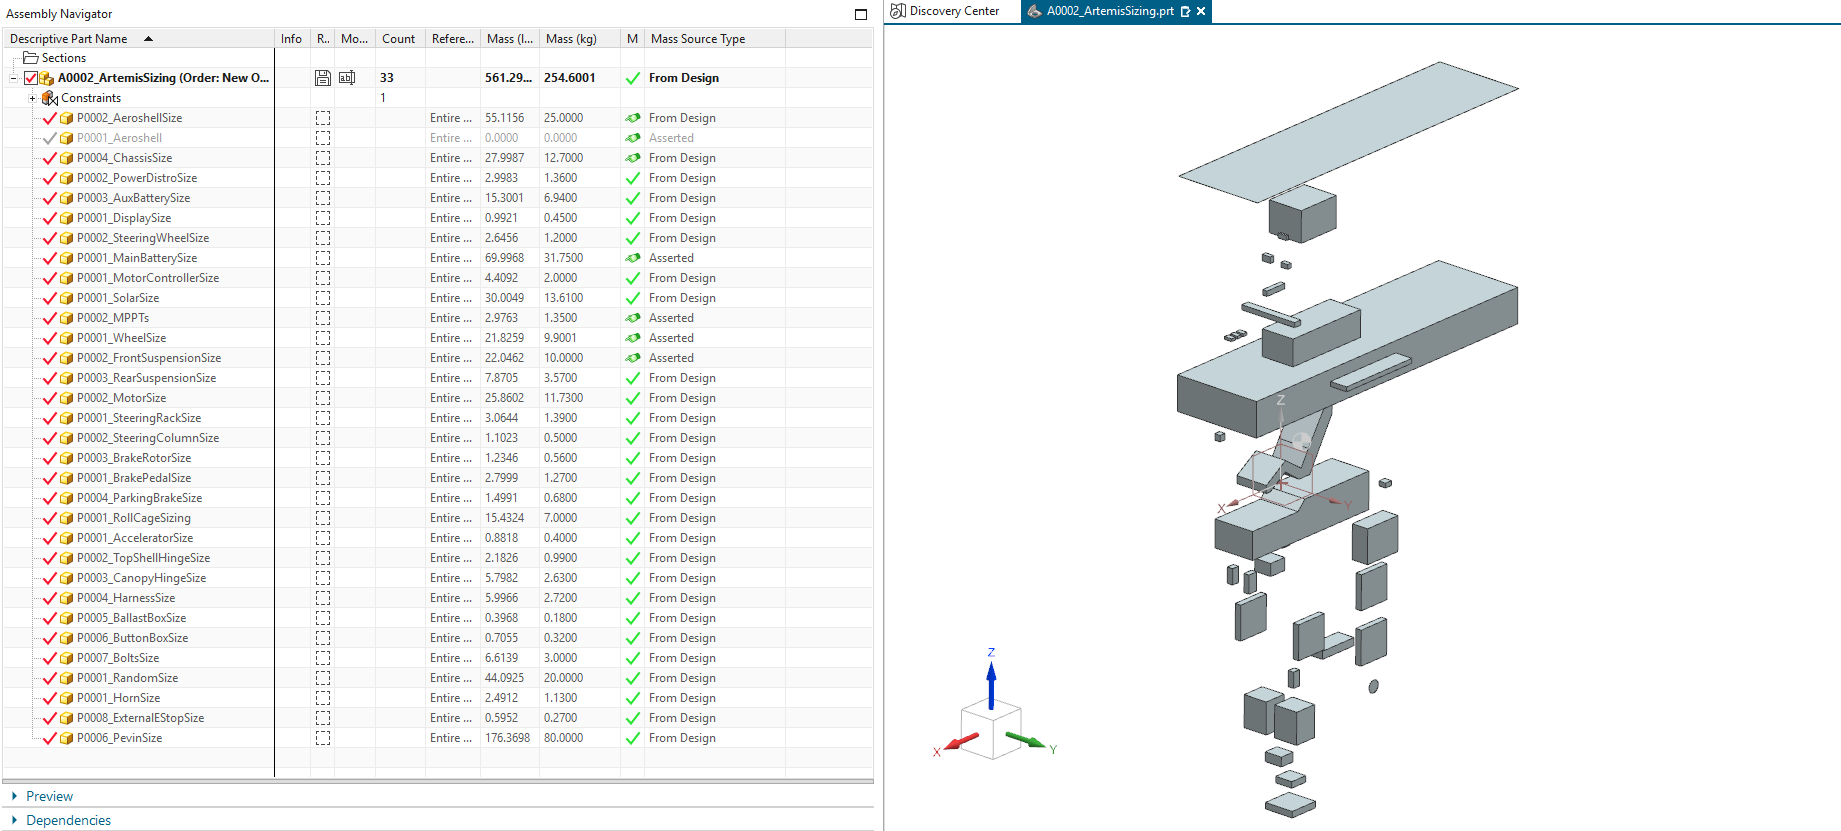 Assembly Navigator
Discovery Center
A0002_ArtemisSizing.prt
Descriptive Part Name Info R.. Mo... Count Refere... Mass (l... Mass (kg) M Mass Source Type
Sections
A0002_ArtemisSizing (Order: New O... 33 561.29... 254.6001 From Design
Constraints 1
P0002_AeroshellSize Entire ... 55.1156 25.0000 From Design
P0001_Aeroshell Entire ... 0.0000 0.0000 Asserted
P0004_ChassisSize Entire ... 27.9987 12.7000 From Design
P0002_PowerDistroSize Entire ... 2.9983 1.3600 From Design
P0003_AuxBatterySize Entire ... 15.3001 6.9400 From Design
P0001_DisplaySize Entire ... 0.9921 0.4500 From Design
P0002_SteeringWheelSize Entire ... 2.6456 1.2000 From Design
P0001_MainBatterySize Entire ... 69.9968 31.7500 Asserted
P0001_MotorControllerSize Entire ... 4.4092 2.0000 From Design
P0001_SolarSize Entire ... 30.0049 13.6100 From Design
P0002_MPPTs Entire ... 2.9763 1.3500 Asserted
P0001_WheelSize Entire ... 21.8259 9.9001 Asserted
P0002_FrontSuspensionSize Entire ... 22.0462 10.0000 Asserted
P0003_RearSuspensionSize Entire ... 7.8705 3.5700 From Design
P0002_MotorSize Entire ... 25.8602 11.7300 From Design
P0001_SteeringRackSize Entire ... 3.0644 1.3900 From Design
P0002_SteeringColumnSize Entire ... 1.1023 0.5000 From Design
P0003_BrakeRotorSize Entire ... 1.2346 0.5600 From Design
P0001_BrakePedalSize Entire ... 2.7999 1.2700 From Design
P0004_ParkingBrakeSize Entire ... 1.4991 0.6800 From Design
P0001_RollCageSizing Entire ... 15.4324 7.0000 From Design
P0001_AcceleratorSize Entire ... 0.8818 0.4000 From Design
P0002_TopShellHingeSize Entire ... 2.1826 0.9900 From Design
P0003_CanopyHingeSize Entire ... 5.7982 2.6300 From Design
P0004_HarnessSize Entire ... 5.9966 2.7200 From Design
P0005_BallastBoxSize Entire ... 0.3968 0.1800 From Design
P0006_ButtonBoxSize Entire ... 0.7055 0.3200 From Design
P0007_BoltsSize Entire ... 6.6139 3.0000 From Design
P0001_RandomSize Entire ... 44.0925 20.0000 From Design
P0001_HornSize Entire ... 2.4912 1.1300 From Design
P0008_ExternalEStopSize Entire ... 0.5952 0.2700 From Design
P0006_PevinSize Entire ... 176.3698 80.0000 From Design
Preview
Dependencies
Z
X
Y
Z
X
Y